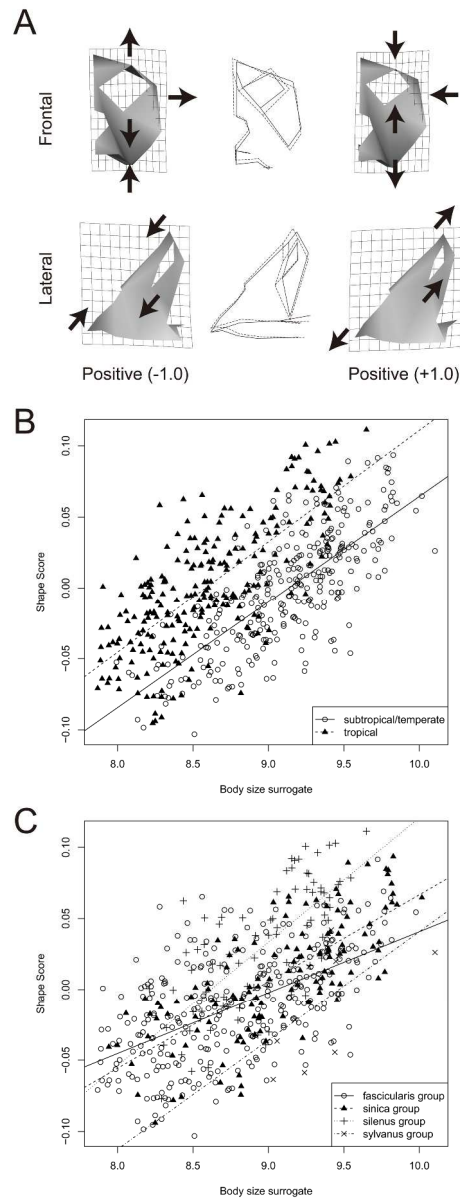 A
Frontal
Lateral
Positive (-1.0)
Positive (+1.0)
B
Shape Score
0.10
0.05
0.00
−0.05
−0.10
subtropical/temperate
tropical
8.0 8.5 9.0 9.5 10.0
Body size surrogate
C
Shape Score
0.10
0.05
0.00
−0.05
−0.10
fascicularis group
sinica group
silenus group
sylvanus group
8.0 8.5 9.0 9.5 10.0
Body size surrogate